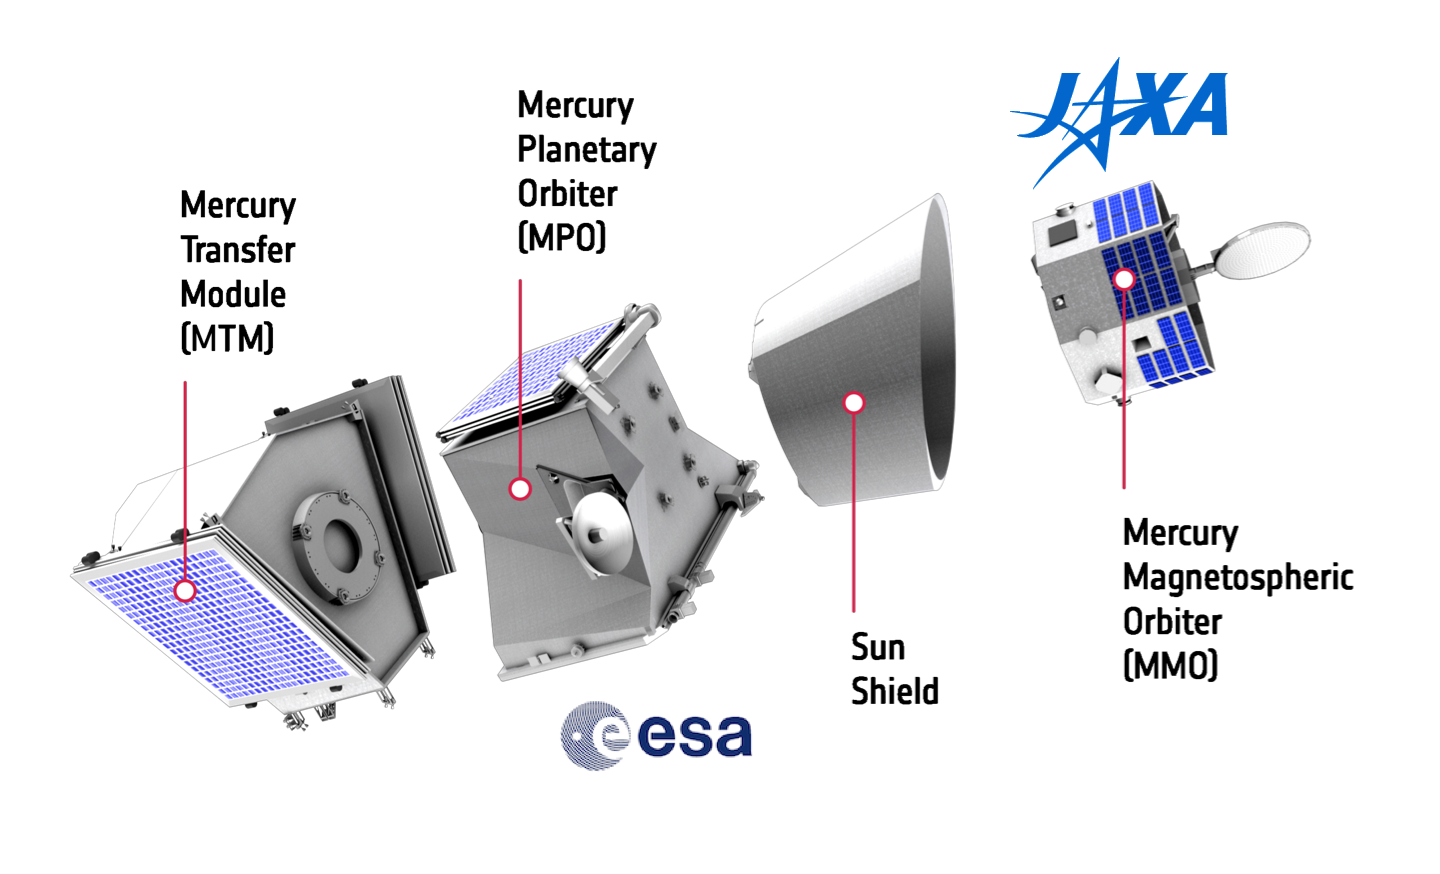 JAXA
Mercury
Planetary
Orbiter
(MPO)
Mercury
Transfer
Module
(MTM)
Mercury
Magnetospheric
Orbiter
(MMO)
Sun
Shield
esa